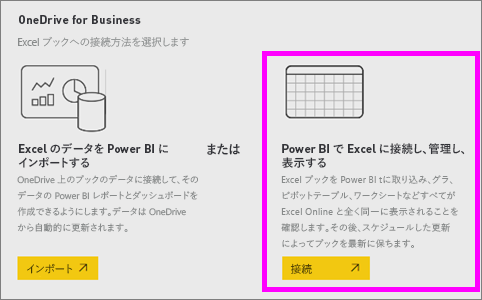 OneDrive for Business
Excel ブックへの接続方法を選択します
Excel のデータを Power BI に
インポートする
OneDrive 上のブックのデータに接続して、その
データの Power BI レポートとダッシュボードを
作成できるようにします。データは OneDrive
から自動的に更新されます。
インポート
または
Power BI で Excel に接続し、管理し、
表示する
Excel ブックを Power BI tに取り込み、グラ、
ピボットテーブル、ワークシートなどすべてが
Excel Online と全く同一に表示されることを
確認します。その後、スケジュールした更新
によってブックを最新に保ちます。
接続